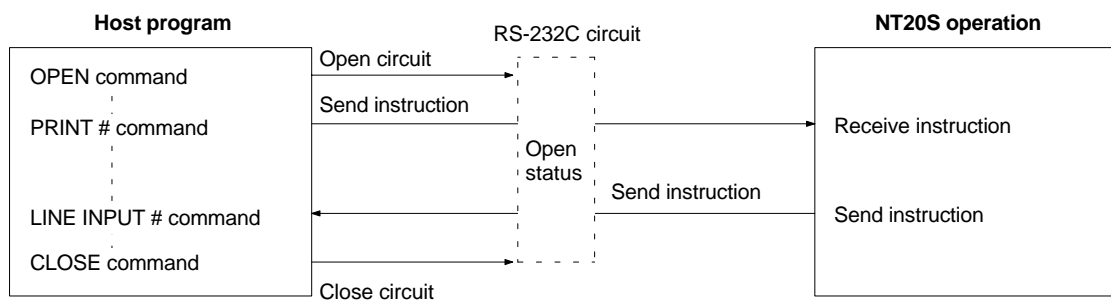 Host program
RS-232C circuit
NT20S operation
OPEN command
Open circuit
PRINT # command
Send instruction
Receive instruction
Open
status
LINE INPUT # command
Send instruction
Send instruction
CLOSE command
Close circuit